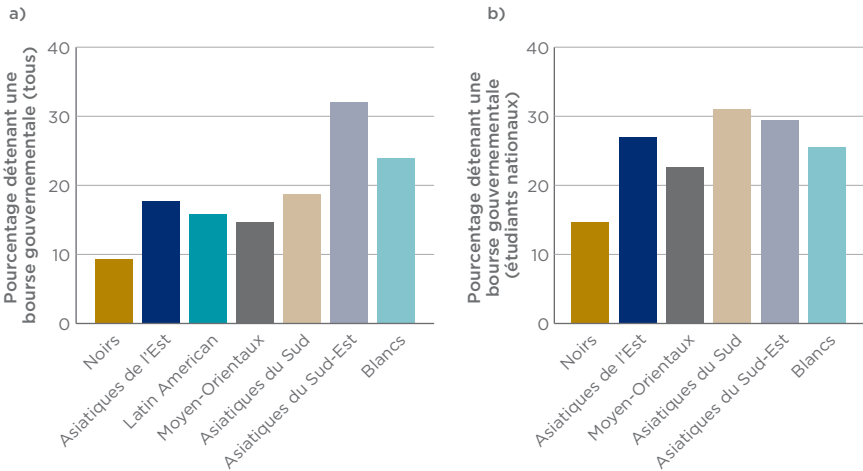 a)
Pourcentage détenant une
bourse gouvernementale (tous)
40
30
20
10
0
Noirs
Asiatiques de l'Est
Latin American
Moyen-Orientaux
Asiatiques du Sud
Asiatiques du Sud-Est
Blancs
b)
Pourcentage détenant une
bourse gouvernementale
(étudiants nationaux)
40
30
20
10
0
Noirs
Asiatiques de l'Est
Moyen-Orientaux
Asiatiques du Sud
Asiatiques du Sud-Est
Blancs